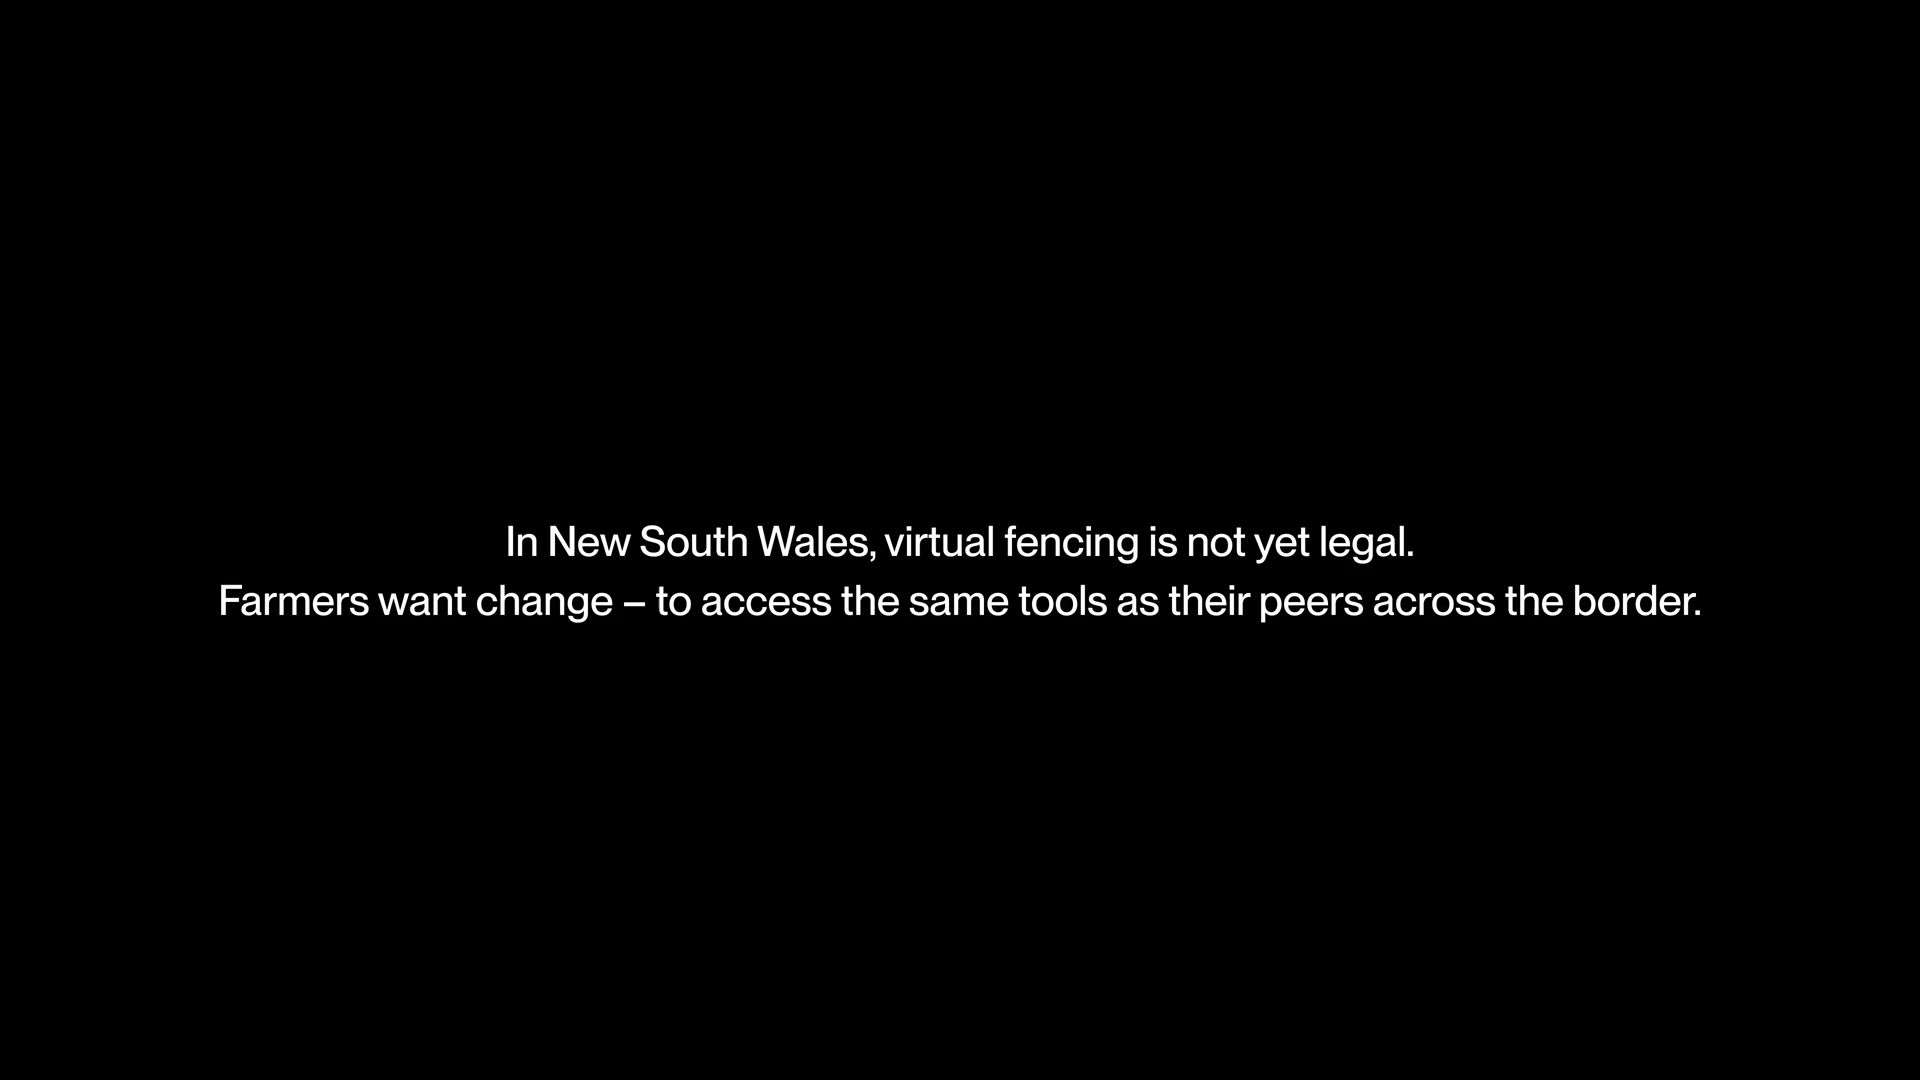 In New South Wales, virtual fencing is not yet legal.
Farmers want change – to access the same tools as their peers across the border.